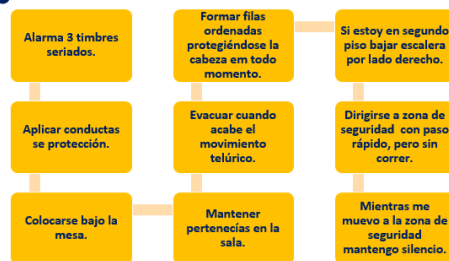 Alarma 3 timbres
seriados.
Aplicar conductas
se protección.
Colocarse bajo la
mesa.
Mantener
pertenecías en la
sala.
Evacuar cuando
acabe el
movimiento
telúrico.
Formar filas
ordenadas
protegiéndose la
cabeza em todo
momento.
Si estoy en segundo
piso bajar escalera
por lado derecho.
Dirigirse a zona de
seguridad con paso
rápido, pero sin
correr.
Mientras me
muevo a la zona de
seguridad
mantengo silencio.